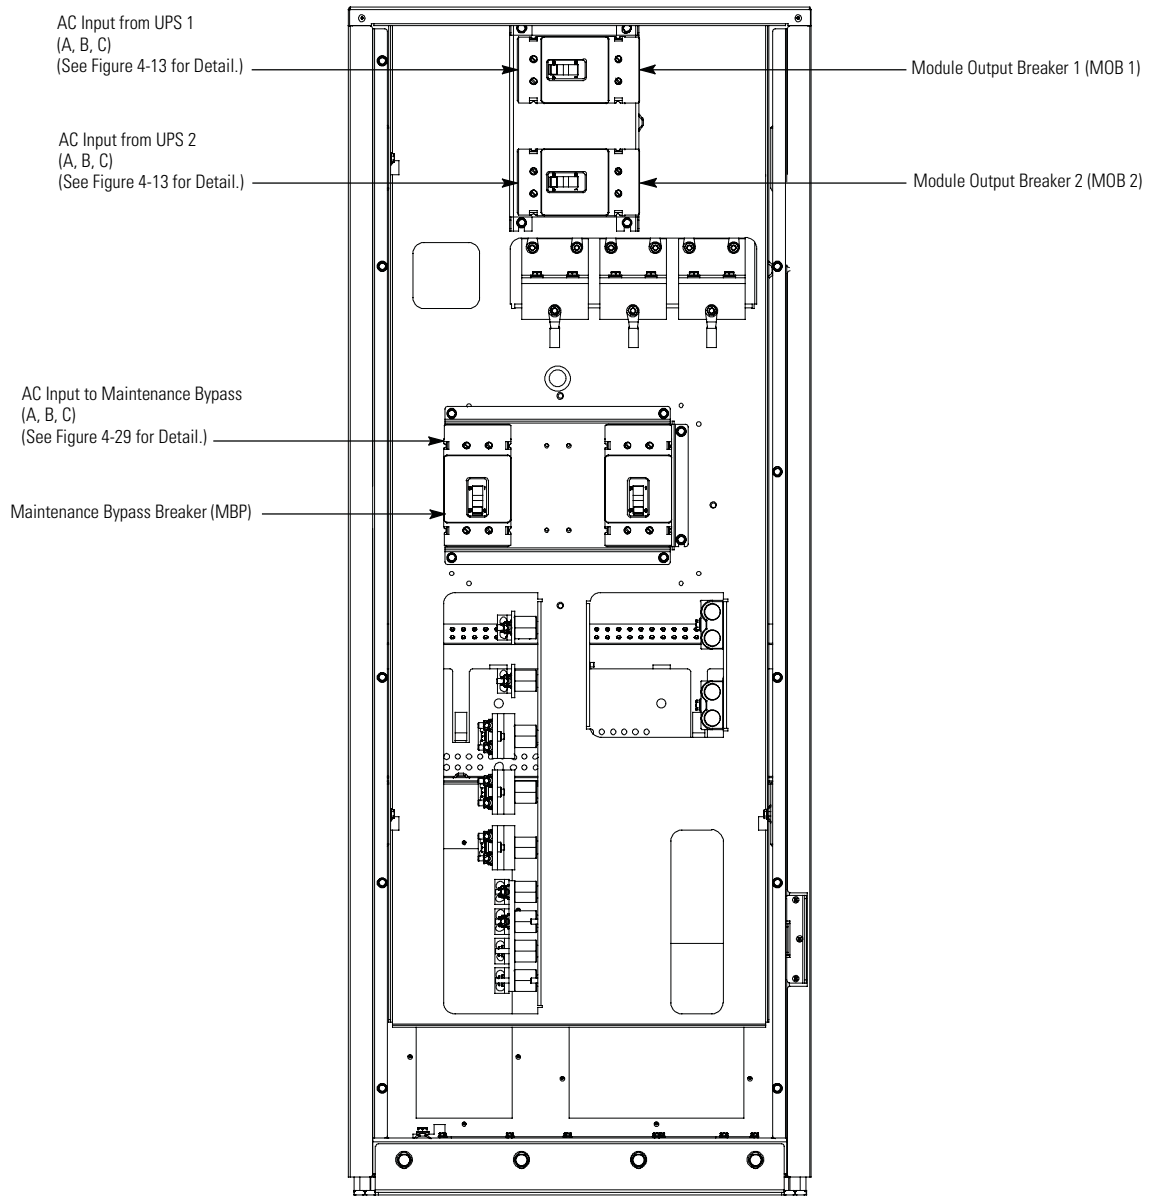 AC Input from UPS 1
(A, B, C)
(See Figure 4-13 for Detail.)
Module Output Breaker 1 (MOB 1)
AC Input from UPS 2
(A, B, C)
(See Figure 4-13 for Detail.)
Module Output Breaker 2 (MOB 2)
AC Input to Maintenance Bypass
(A, B, C)
(See Figure 4-29 for Detail.)
Maintenance Bypass Breaker (MBP)